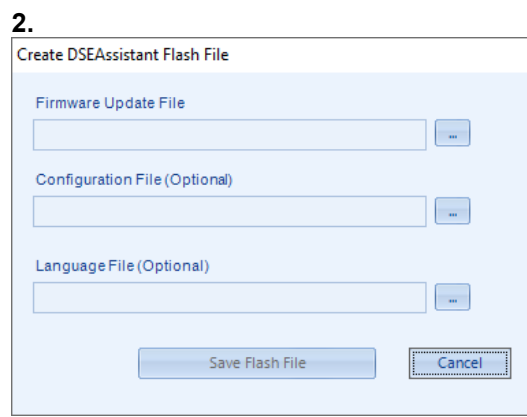 2.
Create DSEAssistant Flash File
Firmware Update File
...
Configuration File (Optional)
...
Language File (Optional)
...
Save Flash File
Cancel